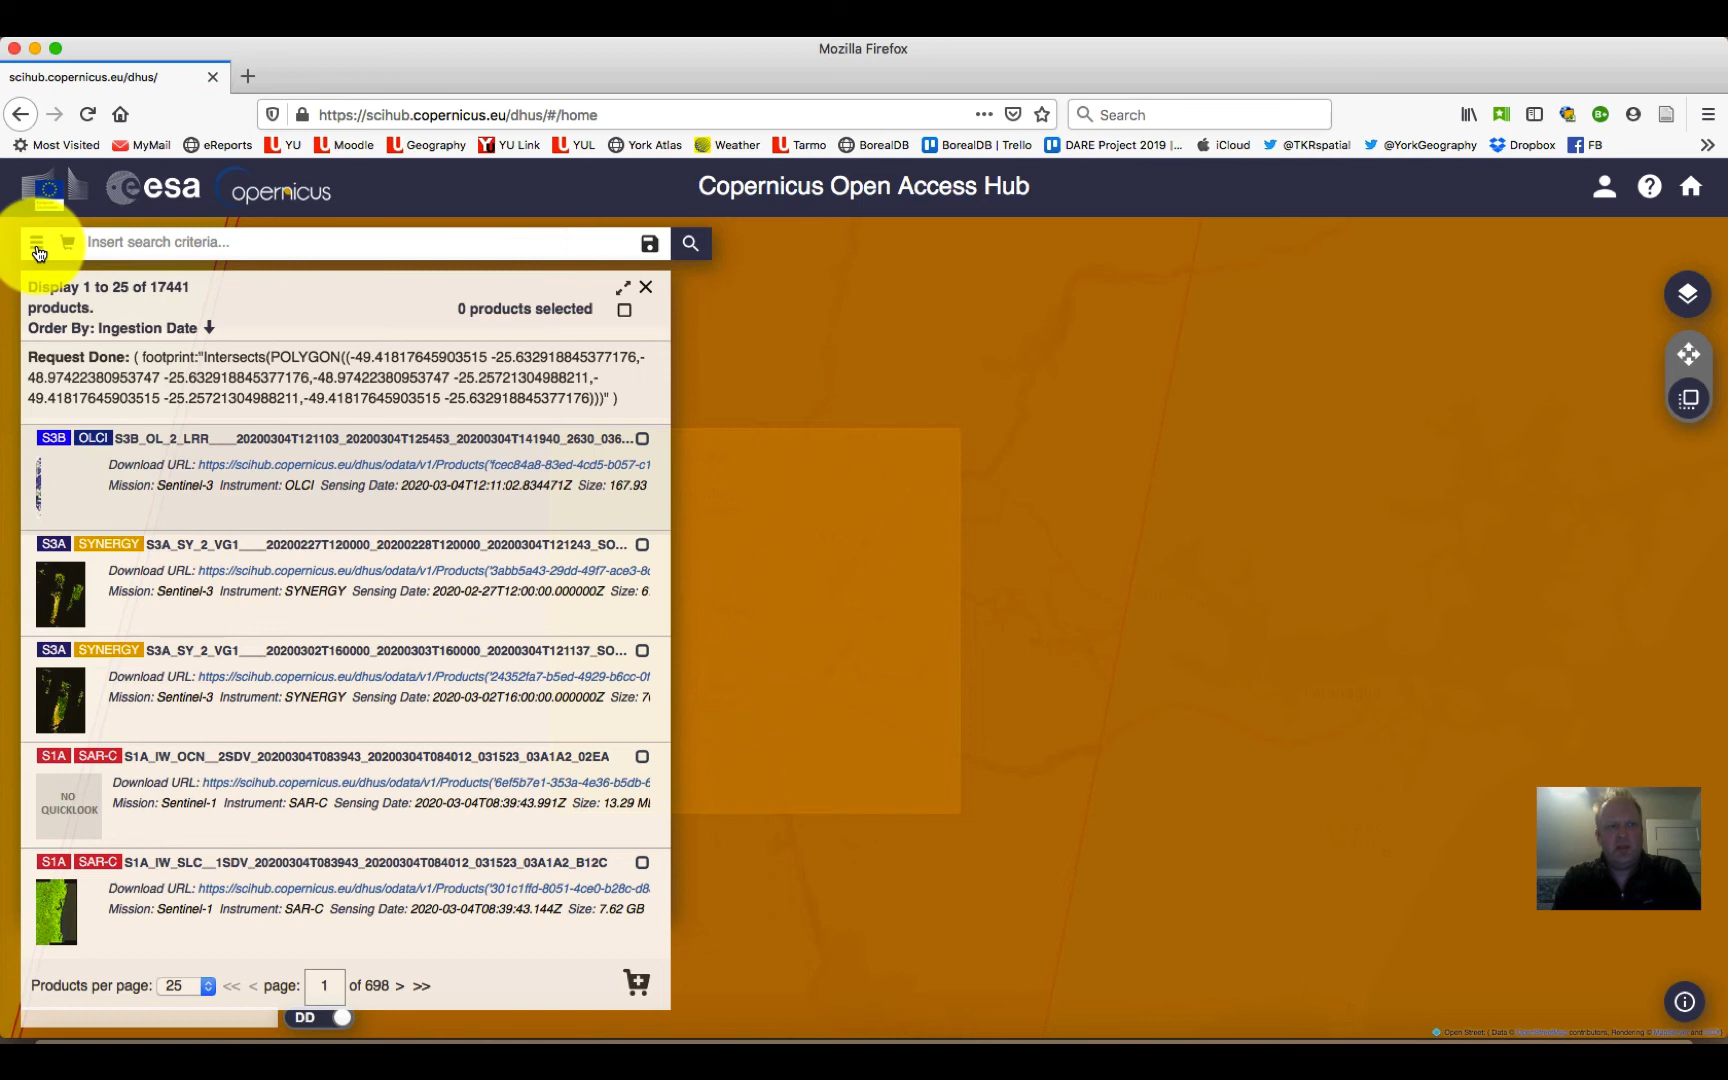 Mozilla Firefox
scihub.copernicus.eu/dhus/
https://scihub.copernicus.eu/dhus/#/home
Search
Most Visited MyMail eReports YU Moodle Geography YU Link YUL York Atlas Weather Tarmo BorealDB BorealDB | Trello DARE Project 2019 |... iCloud @TKRspatial @YorkGeography Dropbox FB
esa opernicus
Copernicus Open Access Hub
Insert search criteria...
Display 1 to 25 of 17441
products.
0 products selected
Order By: Ingestion Date
Request Done: ( footprint:"Intersects(POLYGON((-49.41817645903515 -25.632918845377176,-
48.97422380953747 -25.632918845377176,-48.97422380953747 -25.25721304988211,-
49.41817645903515 -25.25721304988211,-49.41817645903515 -25.632918845377176)))" )
S3B OLCI S3B_OL_2_LRR____20200304T121103_20200304T125453_20200304T141940_2630_036...
Download URL: https://scihub.copernicus.eu/dhus/odata/v1/Products('fcec84a8-83ed-4cd5-b057-c1
Mission: Sentinel-3 Instrument: OLCI Sensing Date: 2020-03-04T12:11:02.834471Z Size: 167.93
S3A SYNERGY S3A_SY_2_VG1____20200227T120000_20200228T120000_20200304T121243_SO...
Download URL: https://scihub.copernicus.eu/dhus/odata/v1/Products('3abb5a43-29dd-49f7-ace3-8c
Mission: Sentinel-3 Instrument: SYNERGY Sensing Date: 2020-02-27T12:00:00.000000Z Size: 6
S3A SYNERGY S3A_SY_2_VG1____20200302T160000_20200303T160000_20200304T121137_SO...
Download URL: https://scihub.copernicus.eu/dhus/odata/v1/Products('24352fa7-b5ed-4929-b6cc-0f
Mission: Sentinel-3 Instrument: SYNERGY Sensing Date: 2020-03-02T16:00:00.000000Z Size: 7
S1A SAR-C S1A_IW_OCN__2SDV_20200304T083943_20200304T084012_031523_03A1A2_02EA
Download URL: https://scihub.copernicus.eu/dhus/odata/v1/Products('6ef5b7e1-353a-4e36-b5db-6
NO
QUICKLOOK
Mission: Sentinel-1 Instrument: SAR-C Sensing Date: 2020-03-04T08:39:43.991Z Size: 13.29 M
S1A SAR-C S1A_IW_SLC__1SDV_20200304T083943_20200304T084012_031523_03A1A2_B12C
Download URL: https://scihub.copernicus.eu/dhus/odata/v1/Products('301c1ffd-8051-4ce0-b28c-d8
Mission: Sentinel-1 Instrument: SAR-C Sensing Date: 2020-03-04T08:39:43.144Z Size: 7.62 GB
Products per page: 25 << < page: 1 of 698 > >>
DD
Open Street: ( Data © OpenStreetMap contributors, Rendering ©